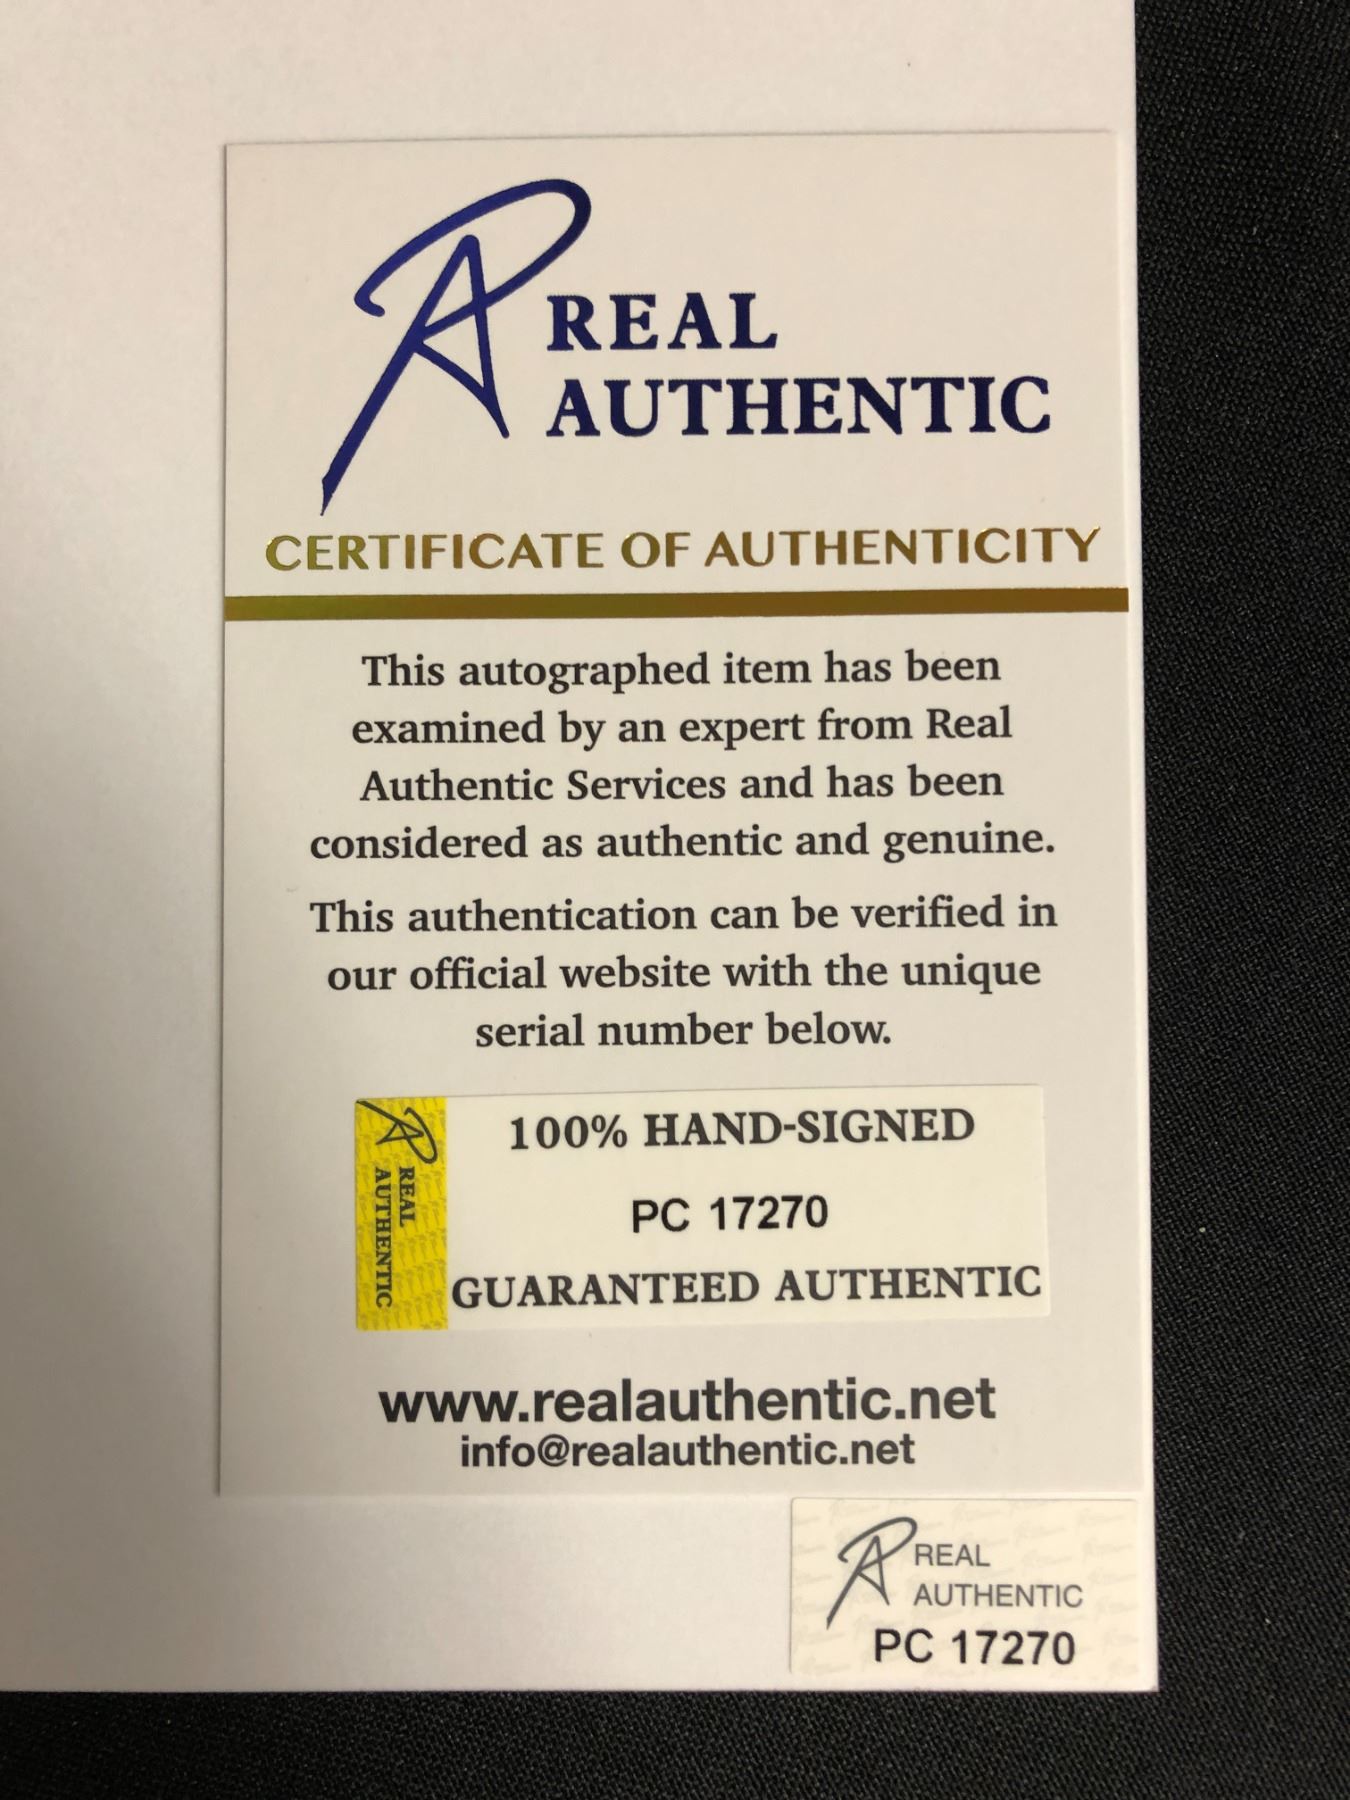 REAL
AUTHENTIC
CERTIFICATE OF AUTHENTICITY
This autographed item has been
examined by an expert from Real
Authentic Services and has been
considered as authentic and genuine.
This authentication can be verified in
our official website with the unique
serial number below.
REAL
AUTHENTIC
100% HAND-SIGNED
PC 17270
GUARANTEED AUTHENTIC
www.realauthentic.net
info@realauthentic.net
REAL
AUTHENTIC
PC 17270